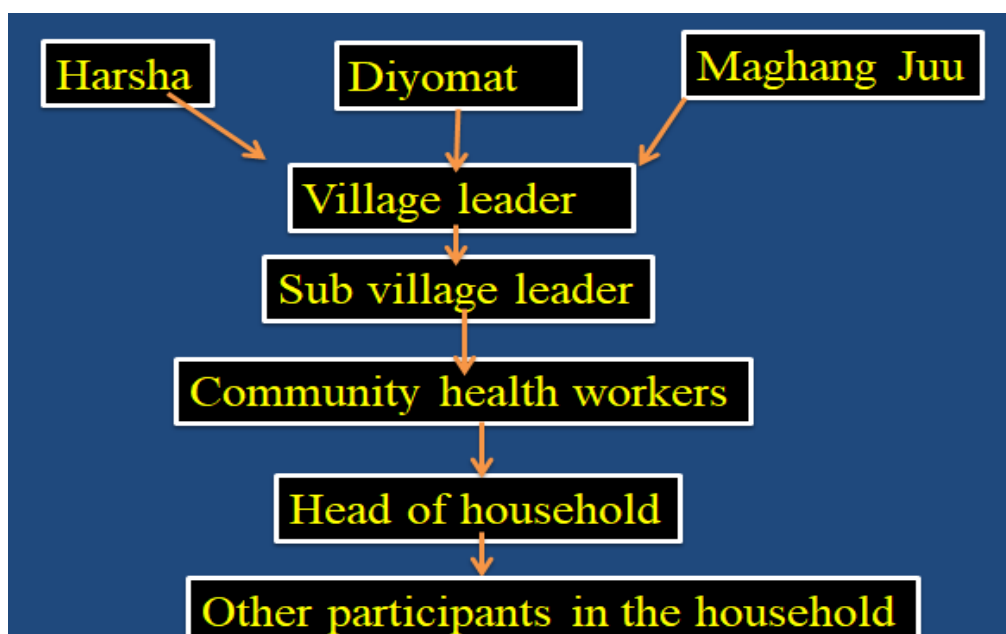 Harsha
Diyomat
Maghang Juu
Village leader
Sub village leader
Community health workers
Head of household
Other participants in the household